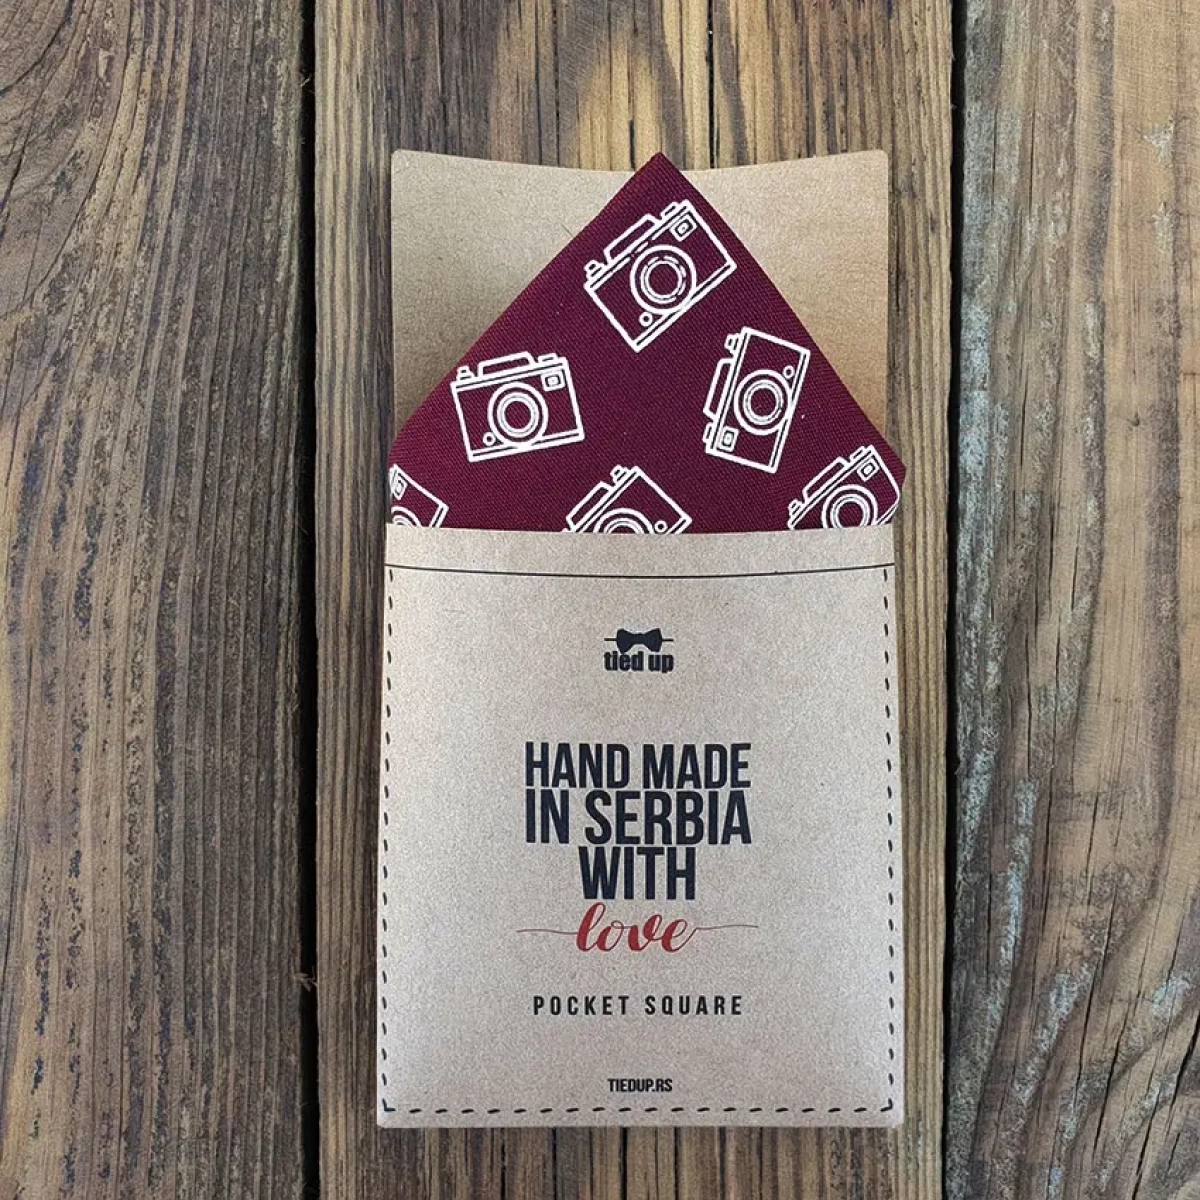 tied up
HAND MADE
IN SERBIA
WITH
love
POCKET SQUARE
TIEDUP.RS